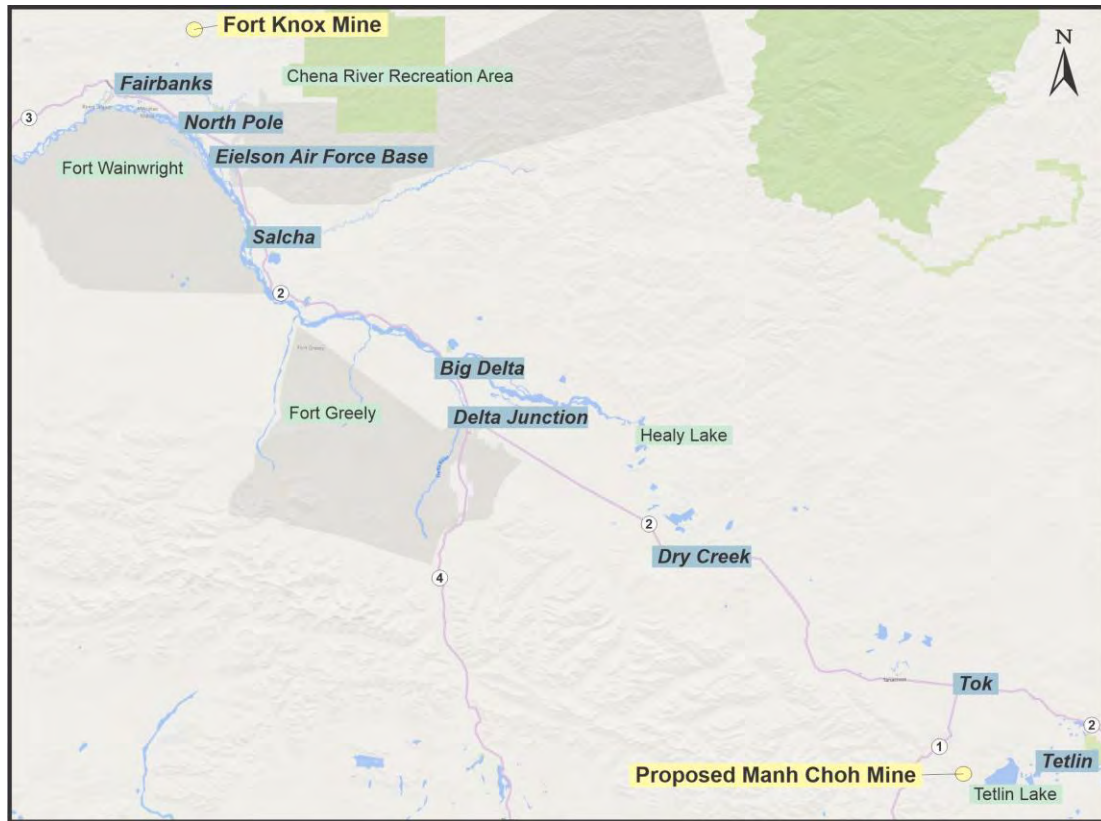 Fort Knox Mine
N
Chena River Recreation Area
Fairbanks
3
North Pole
Eielson Air Force Base
Fort Wainwright
Salcha
2
Fort Greely
Big Delta
Fort Greely
Delta Junction
Healy Lake
2
Dry Creek
4
Tok
2
1
Tetlin
Proposed Manh Choh Mine
Tetlin Lake